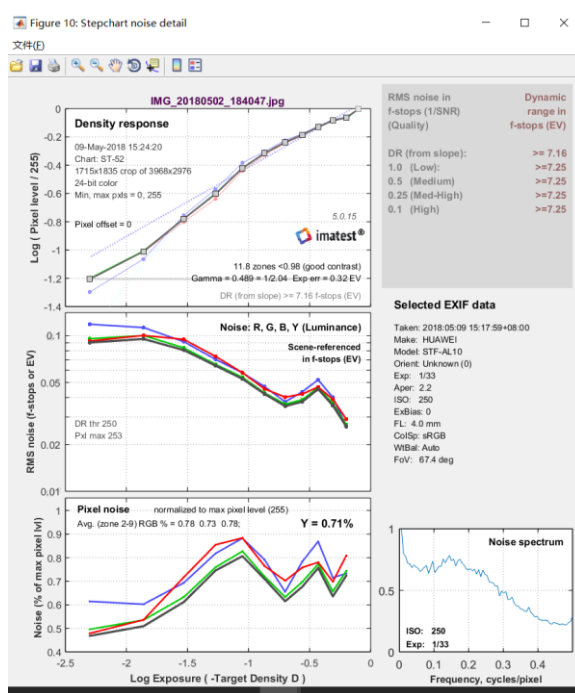 Figure 10: Stepchart noise detail
文件(F)
IMG_20180502_184047.jpg
Density response
09-May-2018 15:24:20
Chart: ST-52
1715x1835 crop of 3968x2976
24-bit color
Min, max pxls = 0, 255
Pixel offset = 0
5.0.15
imatest®
11.8 zones <0.98 (good contrast)
Gamma = 0.489 = 1/2.04 Exp err = 0.32 EV
DR (from slope) >= 7.16 f-stops (EV)
Log ( Pixel level / 255)
0
-0.2
-0.4
-0.6
-0.8
-1
-1.2
-1.4
RMS noise in Dynamic
f-stops (1/SNR) range in
(Quality) f-stops (EV)
DR (from slope): >= 7.16
1.0 (Low): >=7.25
0.5 (Medium) >=7.25
0.25 (Med-High) >=7.25
0.1 (High) >=7.25
Noise: R, G, B, Y (Luminance)
Scene-referenced
in f-stops (EV)
DR thr 250
Pxl max 253
RMS noise (f-stops or EV)
0.1
0.05
0.02
0.01
Selected EXIF data
Taken: 2018:05:09 15:17:59+08:00
Make: HUAWEI
Model: STF-AL10
Orient: Unknown (0)
Exp: 1/33
Aper: 2.2
ISO: 250
ExBias: 0
FL: 4.0 mm
ColSp: sRGB
WtBal: Auto
FoV: 67.4 deg
Pixel noise normalized to max pixel level (255)
Avg. (zone 2-9) RGB % = 0.78 0.73 0.78;
Y = 0.71%
Noise (% of max pixel lvl)
1
0.9
0.8
0.7
0.6
0.5
0.4
-2.5 -2 -1.5 -1 -0.5 0
Log Exposure ( -Target Density D )
Noise spectrum
ISO: 250
Exp: 1/33
1
0.5
0
0 0.1 0.2 0.3 0.4
Frequency, cycles/pixel